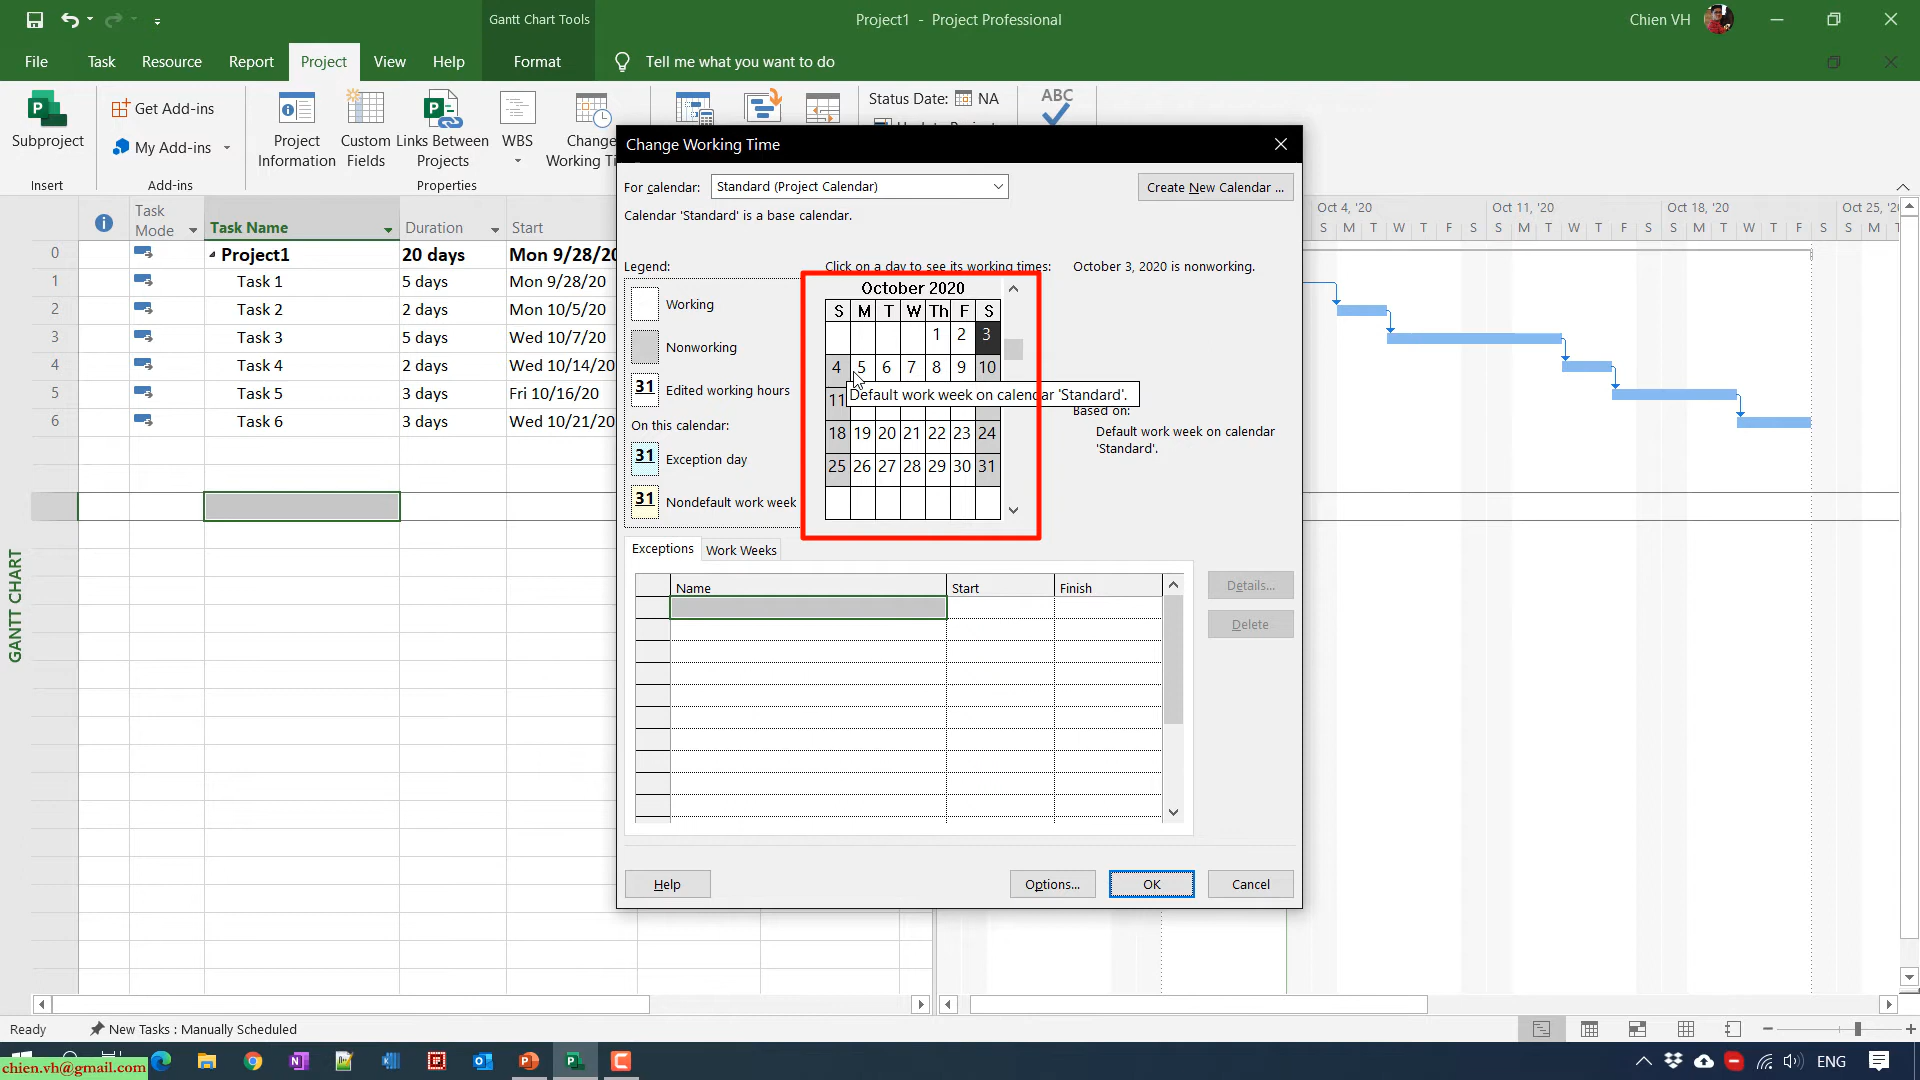 Gantt Chart Tools
Project1 - Project Professional
Chien VH
File
Task
Resource
Report
Project
View
Help
Format
Tell me what you want to do
Subproject
Get Add-ins
My Add-ins
Project Information
Custom Fields
Links Between Projects
WBS
Change
Working Ti
Status Date:
NA
ABC
Insert
Add-ins
Properties
Change Working Time
For calendar:
Standard (Project Calendar)
Create New Calendar ...
Calendar 'Standard' is a base calendar.
Legend:
Click on a day to see its working times:
October 3, 2020 is nonworking.
Working
Nonworking
31 Edited working hours
On this calendar:
31 Exception day
31 Nondefault work week
October 2020
S M T W Th F S
1 2 3
4 5 6 7 8 9 10
11
Default work week on calendar 'Standard'.
18 19 20 21 22 23 24
25 26 27 28 29 30 31
Based on:
Default work week on calendar
'Standard'.
Exceptions
Work Weeks
Name Start Finish
Details...
Delete
Help
Options...
OK
Cancel
Task Mode
Task Name
Duration
Start
0 Project1 20 days Mon 9/28/20
1 Task 1 5 days Mon 9/28/20
2 Task 2 2 days Mon 10/5/20
3 Task 3 5 days Wed 10/7/20
4 Task 4 2 days Wed 10/14/20
5 Task 5 3 days Fri 10/16/20
6 Task 6 3 days Wed 10/21/20
Oct 4, '20
Oct 11, '20
Oct 18, '20
Oct 25, '20
S M T W T F S S M T W T F S S M T W T F S S M T
GANTT CHART
Ready
New Tasks : Manually Scheduled
chien.vh@gmail.com
ENG